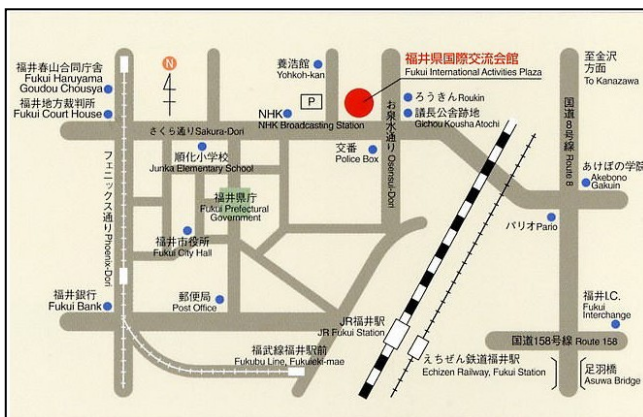 福井春山合同庁舎
Fukui Haruyama
Goudou Chousya
福井地方裁判所
Fukui Court House
N
養浩館
Yohkoh-kan
P
福井県国際交流会館
Fukui International Activities Plaza
ろうきん Roukin
議長公舎跡地
Gichou Kousha Atochi
NHK
NHK Broadcasting Station
さくら通り Sakura-Dori
お泉水通り Osensui-Dori
交番
Police Box
順化小学校
Junka Elementary School
福井県庁
Fukui Prefectural
Government
福井市役所
Fukui City Hall
フェニックス通り Phoenix-Dori
福井銀行
Fukui Bank
郵便局
Post Office
福武線福井駅前
Fukubu Line, Fukuieki-mae
JR福井駅
JR Fukui Station
えちぜん鉄道福井駅
Echizen Railway, Fukui Station
至金沢
方面
To Kanazawa
国道8号線 Route 8
あけぼの学院
Akebono
Gakuin
パリオ Pario
福井I.C.
Fukui
Interchange
国道158号線 Route 158
足羽橋
Asuwa Bridge